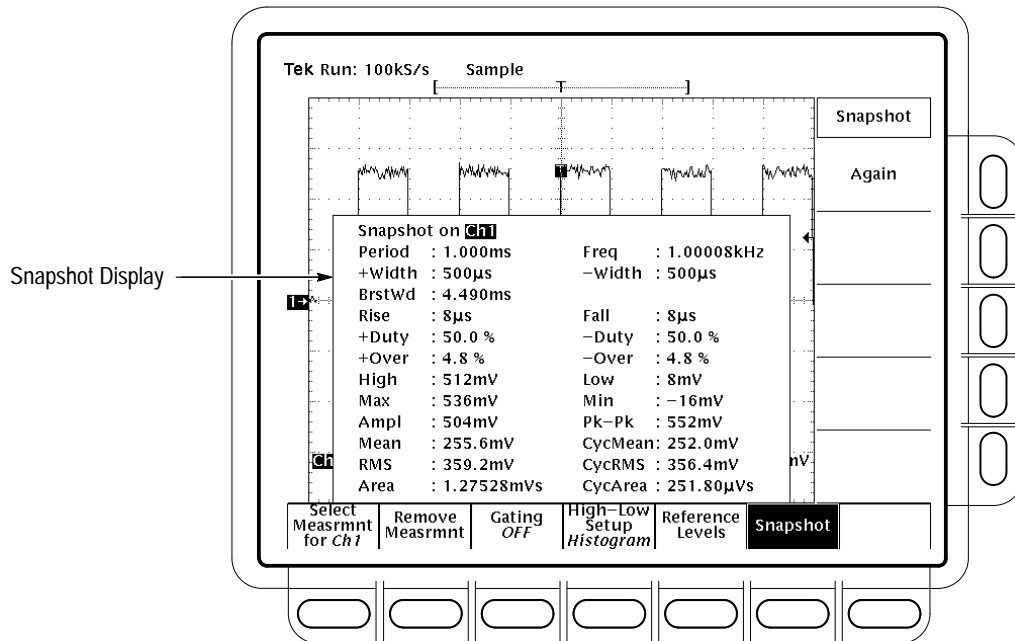 Tek Run: 100kS/s Sample
[ T ]
Snapshot
Again
T
Snapshot Display
1
Snapshot on Ch1
Period : 1.000ms Freq : 1.00008kHz
+Width : 500µs −Width : 500µs
BrstWd : 4.490ms
Rise : 8µs Fall : 8µs
+Duty : 50.0 % −Duty : 50.0 %
+Over : 4.8 % −Over : 4.8 %
High : 512mV Low : 8mV
Max : 536mV Min : −16mV
Ampl : 504mV Pk−Pk : 552mV
Mean : 255.6mV CycMean: 252.0mV
RMS : 359.2mV CycRMS : 356.4mV
Area : 1.27528mVs CycArea : 251.80µVs
Ch
mV
Select Measrmnt for Ch1
Remove Measrmnt
Gating OFF
High−Low Setup Histogram
Reference Levels
Snapshot